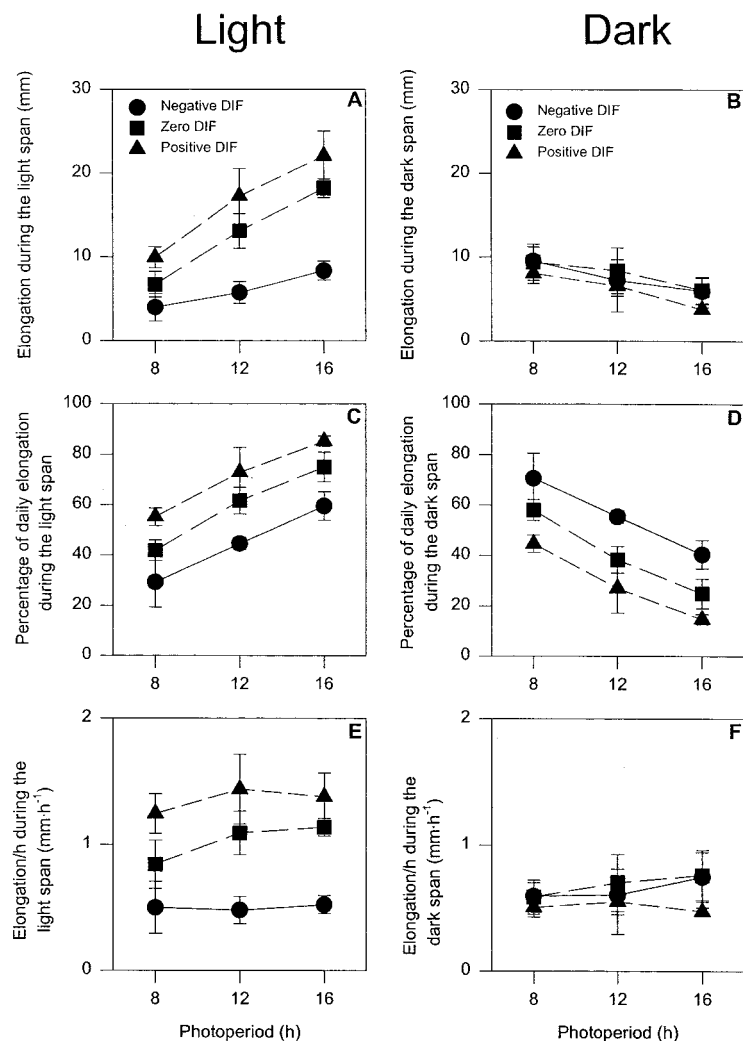 Light
Dark
Elongation during the light span (mm)
30
20
10
0
A
Negative DIF
Zero DIF
Positive DIF
8
12
16
Elongation during the dark span (mm)
30
20
10
0
B
Negative DIF
Zero DIF
Positive DIF
8
12
16
Percentage of daily elongation
during the light span
100
80
60
40
20
0
C
8
12
16
Percentage of daily elongation
during the dark span
100
80
60
40
20
0
D
8
12
16
Elongation/h during the
light span (mm·h⁻¹)
2
1
0
E
8
12
16
Photoperiod (h)
Elongation/h during the
dark span (mm·h⁻¹)
2
1
0
F
8
12
16
Photoperiod (h)